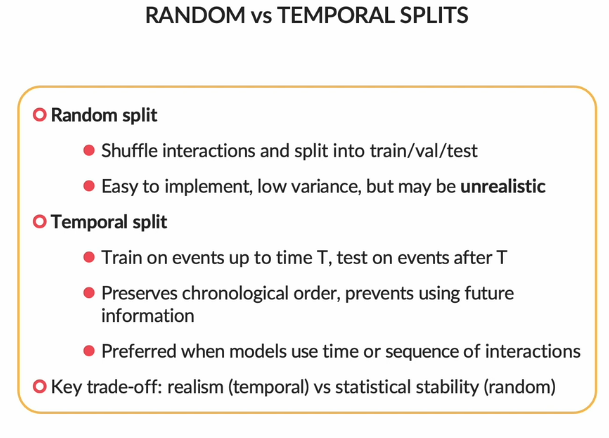 RANDOM vs TEMPORAL SPLITS
Random split
Shuffle interactions and split into train/val/test
Easy to implement, low variance, but may be unrealistic
Temporal split
Train on events up to time T, test on events after T
Preserves chronological order, prevents using future
information
Preferred when models use time or sequence of interactions
Key trade-off: realism (temporal) vs statistical stability (random)